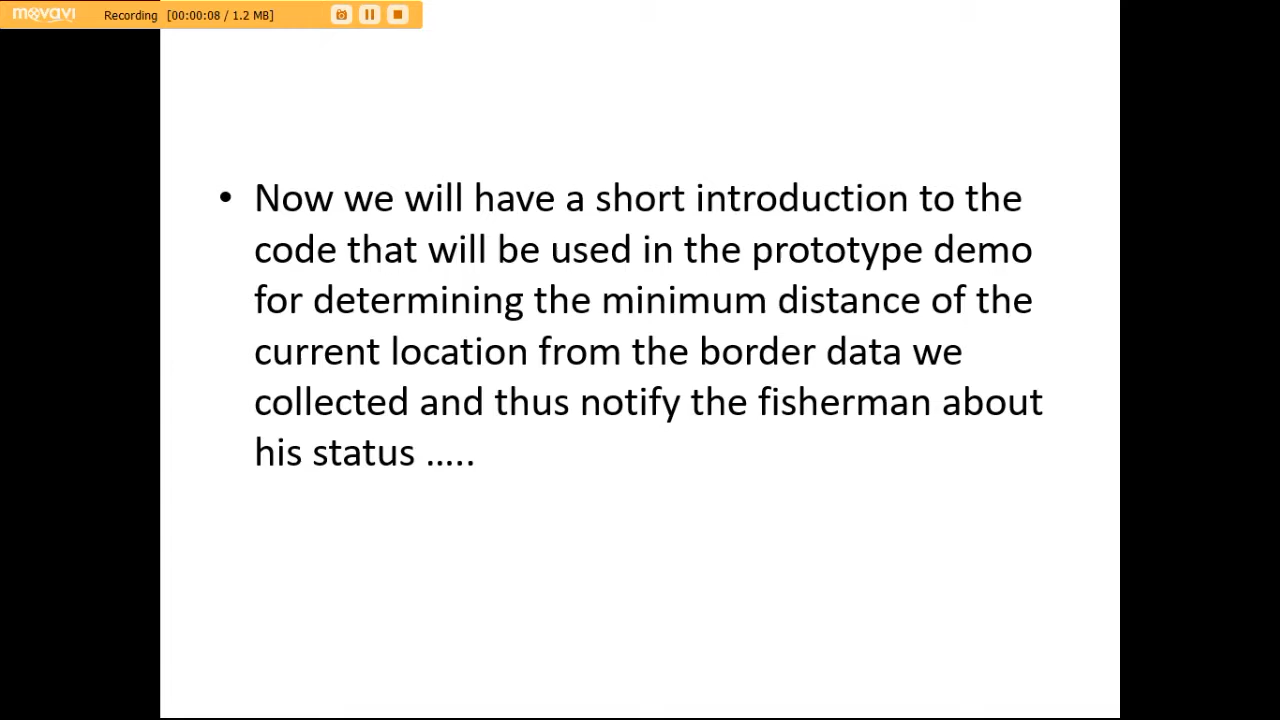 movavi Recording [00:00:08 / 1.2 MB]
• Now we will have a short introduction to the
code that will be used in the prototype demo
for determining the minimum distance of the
current location from the border data we
collected and thus notify the fisherman about
his status .....